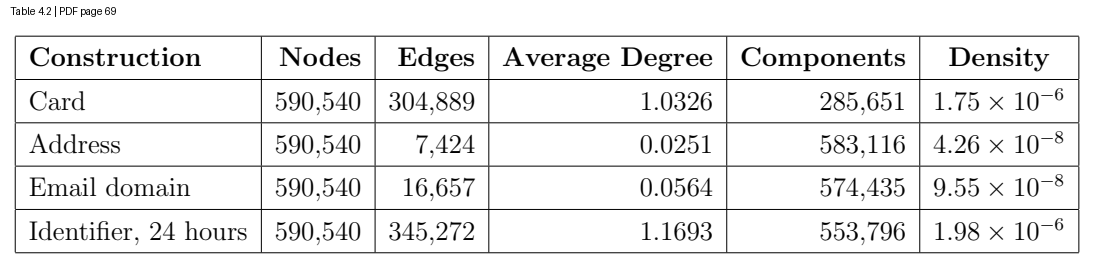 Table 4.2 | PDF page 69
Construction Nodes Edges Average Degree Components Density
Card 590,540 304,889 1.0326 285,651 1.75 × 10⁻⁶
Address 590,540 7,424 0.0251 583,116 4.26 × 10⁻⁸
Email domain 590,540 16,657 0.0564 574,435 9.55 × 10⁻⁸
Identifier, 24 hours 590,540 345,272 1.1693 553,796 1.98 × 10⁻⁶